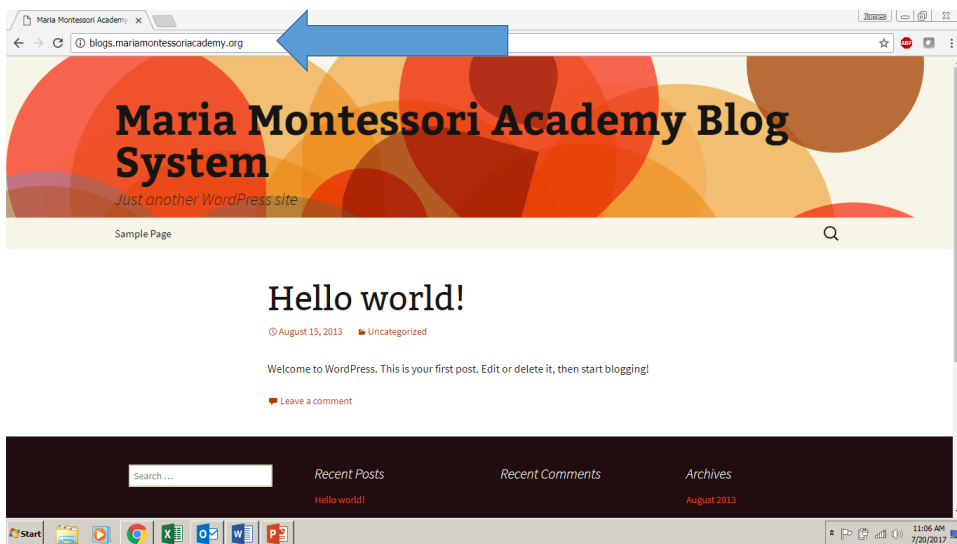 Maria Montessori Academy
James
blogs.mariamontessoriacademy.org
ABP
Maria Montessori Academy Blog
System
Just another WordPress site
Sample Page
Hello world!
August 15, 2013 Uncategorized
Welcome to WordPress. This is your first post. Edit or delete it, then start blogging!
Leave a comment
Search ...
Recent Posts
Recent Comments
Archives
Hello world!
August 2013
Start
11:06 AM
7/20/2017